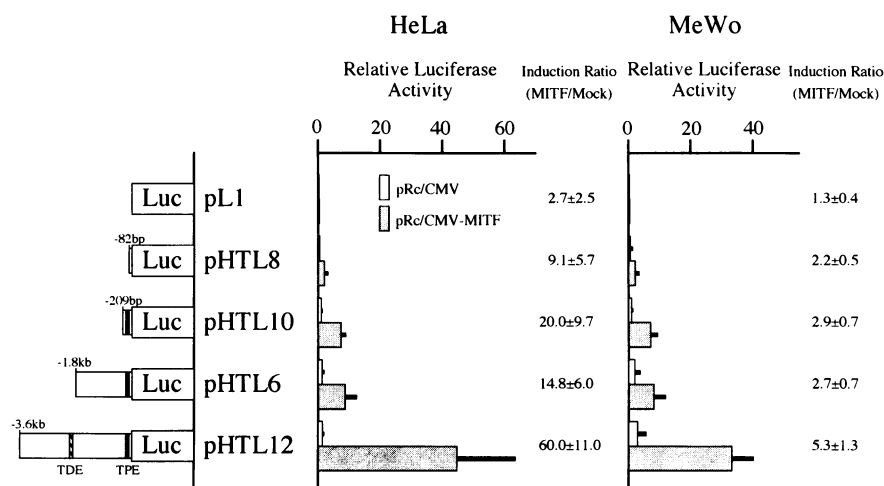 HeLa MeWo
Relative Luciferase Activity Induction Ratio (MITF/Mock) Relative Luciferase Activity Induction Ratio (MITF/Mock)
0 20 40 60 0 20 40
pRc/CMV
pRc/CMV-MITF
Luc pL1 2.7±2.5 1.3±0.4
-82bp
Luc pHTL8 9.1±5.7 2.2±0.5
-209bp
Luc pHTL10 20.0±9.7 2.9±0.7
-1.8kb
Luc pHTL6 14.8±6.0 2.7±0.7
-3.6kb
Luc pHTL12 60.0±11.0 5.3±1.3
TDE TPE